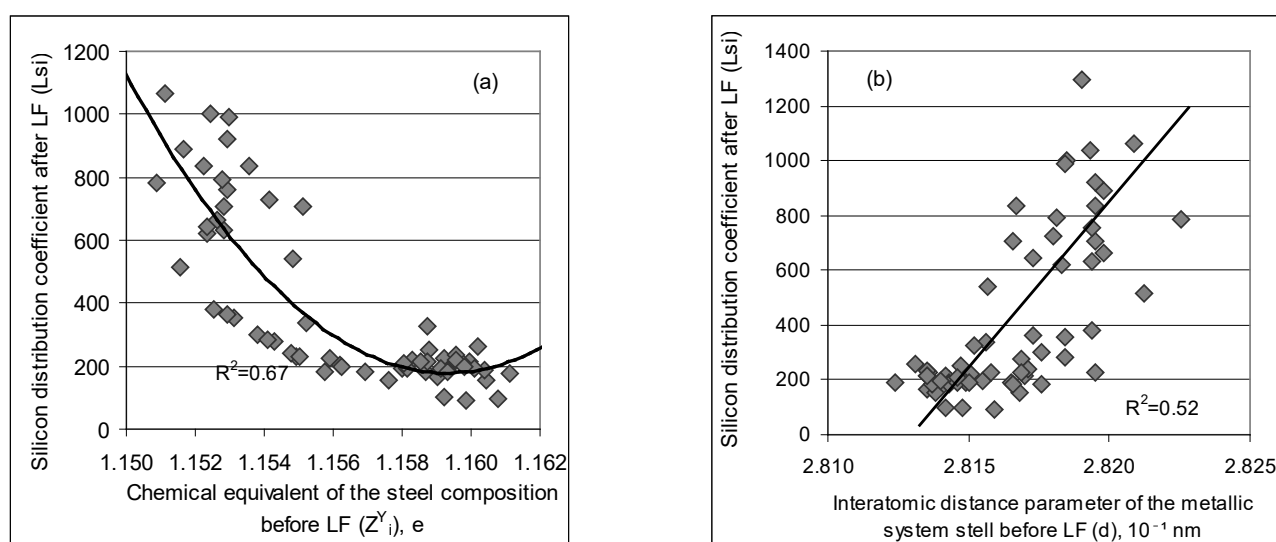 Silicon distribution coefficient after LF (Lsi)
1200
1000
800
600
400
200
0
(a)
R²=0.67
1.150 1.152 1.154 1.156 1.158 1.160 1.162
Chemical equivalent of the steel composition
before LF (Zᵞᵢ), e
Silicon distribution coefficient after LF (Lsi)
1400
1200
1000
800
600
400
200
0
(b)
R²=0.52
2.810 2.815 2.820 2.825
Interatomic distance parameter of the metallic
system stell before LF (d), 10⁻¹ nm